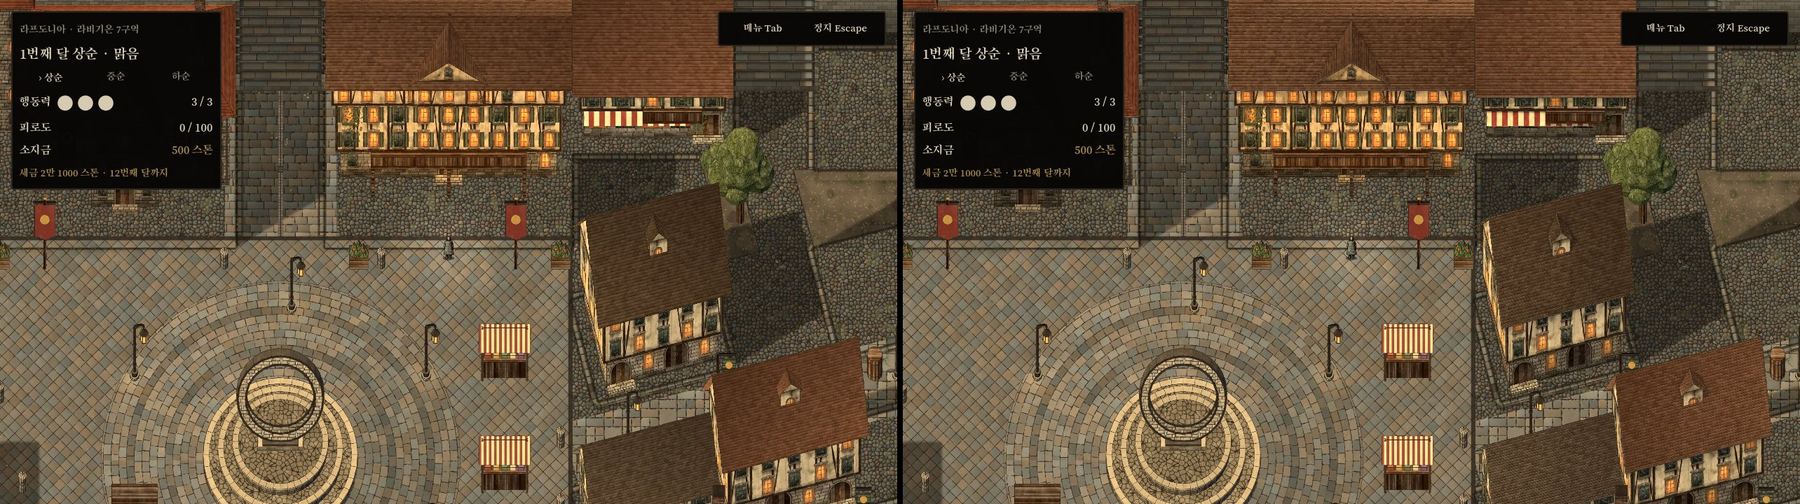 라프도니아 · 라비기온 7구역
1번째 달 상순 · 맑음
› 상순 중순 하순
행동력 3 / 3
피로도 0 / 100
소지금 500 스톤
세금 2만 1000 스톤 · 12번째 달까지
메뉴 Tab 정지 Escape
라프도니아 · 라비기온 7구역
1번째 달 상순 · 맑음
› 상순 중순 하순
행동력 3 / 3
피로도 0 / 100
소지금 500 스톤
세금 2만 1000 스톤 · 12번째 달까지
메뉴 Tab 정지 Escape